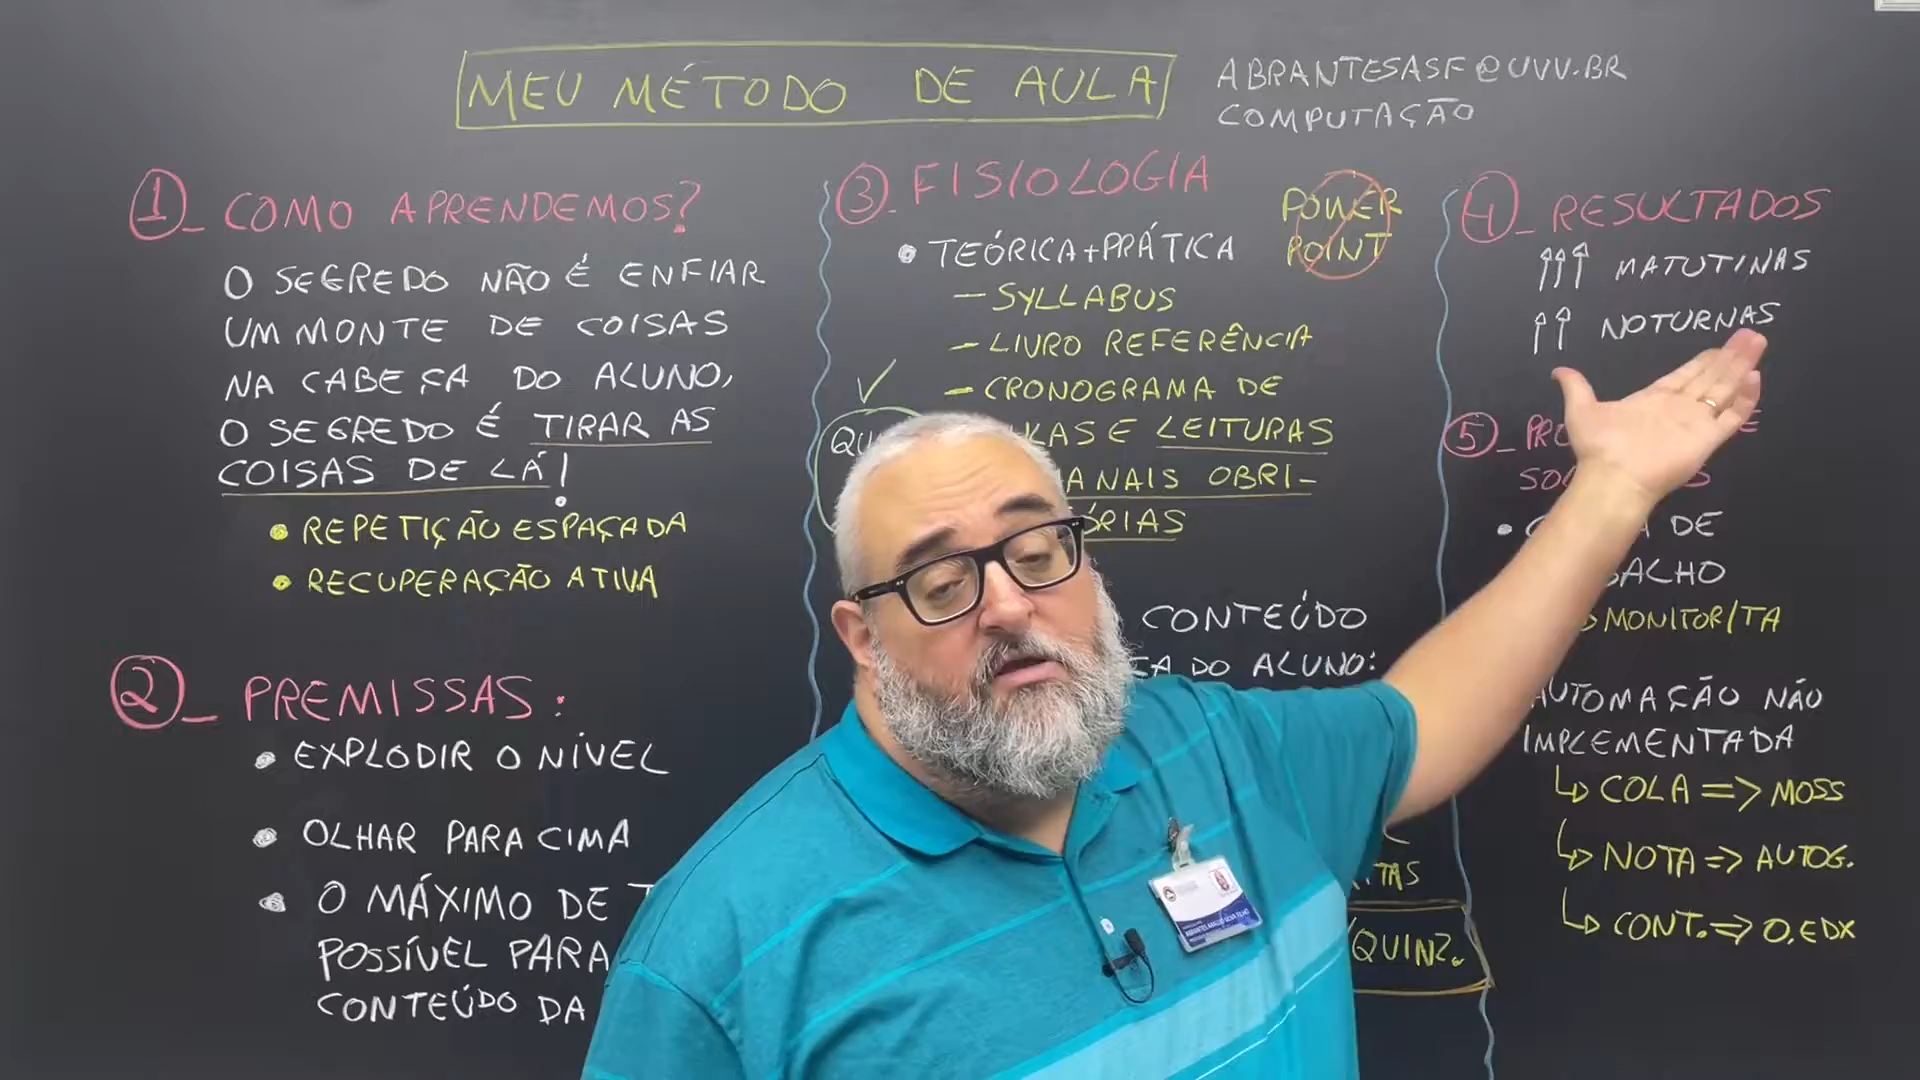 MEU MÉTODO DE AULA
ABRANTESASF@UVV.BR
COMPUTAÇÃO
1_ COMO APRENDEMOS?
O SEGREDO NÃO É ENFIAR
UM MONTE DE COISAS
NA CABEÇA DO ALUNO,
O SEGREDO É TIRAR AS
COISAS DE LÁ!
• REPETIÇÃO ESPAÇADA
• RECUPERAÇÃO ATIVA
2_ PREMISSAS:
• EXPLODIR O NÍVEL
• OLHAR PARA CIMA
• O MÁXIMO DE
POSSÍVEL PARA
CONTEÚDO DA
3_ FISIOLOGIA
POWER
POINT
• TEÓRICA+PRÁTICA
- SYLLABUS
- LIVRO REFERÊNCIA
- CRONOGRAMA DE
E LEITURAS
OBRI-
CONTEÚDO
DO ALUNO:
/QUINZ.
4_ RESULTADOS
↑↑↑ MATUTINAS
↑↑ NOTURNAS
5_
• DE
MONITOR/TA
AUTOMAÇÃO NÃO
IMPLEMENTADA
↳ COLA => MOSS
↳ NOTA => AUTOG.
↳ CONT. => O.EDX